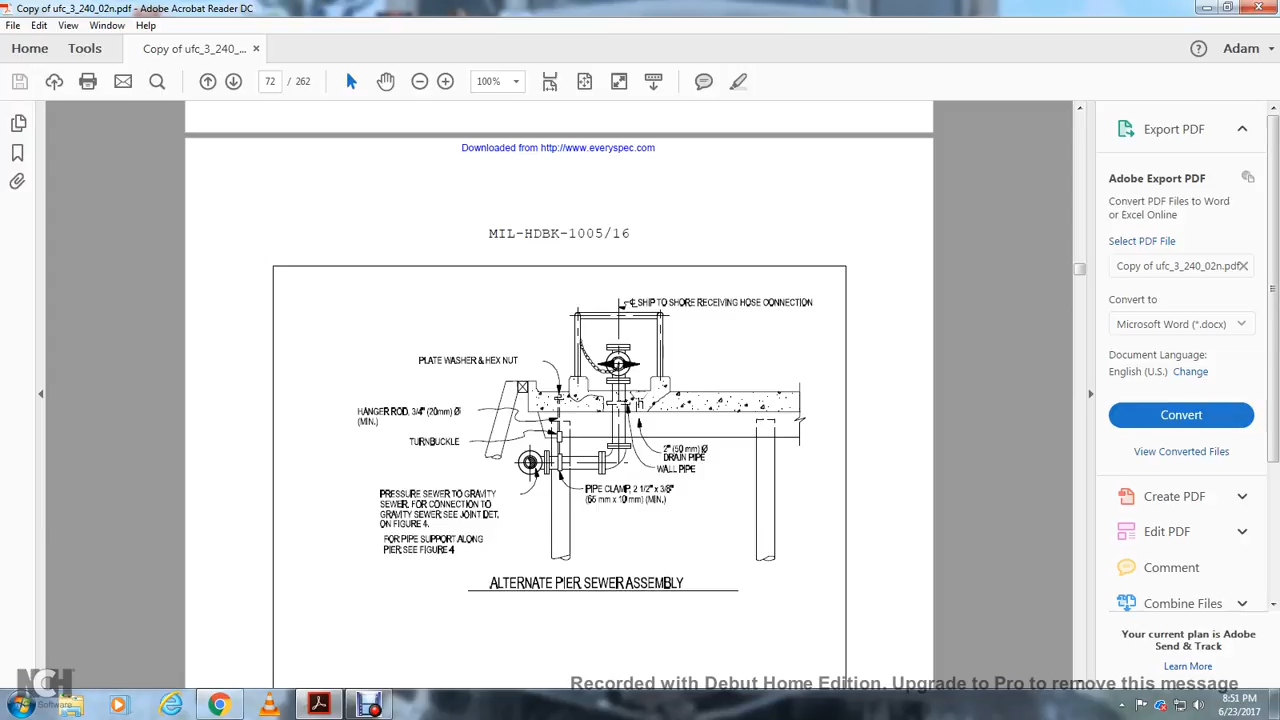 Copy of ufc_3_240_02n.pdf - Adobe Acrobat Reader DC
File Edit View Window Help
Home Tools Copy of ufc_3_240_... × Adam
72 / 262 100%
Downloaded from http://www.everyspec.com
MIL-HDBK-1005/16
℄ SHIP TO SHORE RECEIVING HOSE CONNECTION
PLATE WASHER & HEX NUT
HANGER ROD, 3/4" (20mm) Ø
(MIN.)
TURNBUCKLE
2" (50 mm) Ø
DRAIN PIPE
WALL PIPE
PIPE CLAMP, 2 1/2" x 3/8"
(65 mm x 10 mm) (MIN.)
PRESSURE SEWER TO GRAVITY
SEWER. FOR CONNECTION TO
GRAVITY SEWER, SEE JOINT DET.
ON FIGURE 4.
FOR PIPE SUPPORT ALONG
PIER, SEE FIGURE 4
ALTERNATE PIER SEWER ASSEMBLY
Export PDF
Adobe Export PDF
Convert PDF Files to Word
or Excel Online
Select PDF File
Copy of ufc_3_240_02n.pdf ×
Convert to
Microsoft Word (*.docx)
Document Language:
English (U.S.) Change
Convert
View Converted Files
Create PDF
Edit PDF
Comment
Combine Files
Your current plan is Adobe
Send & Track
Learn More
NCH
Software
Recorded with Debut Home Edition. Upgrade to Pro to remove this message
8:51 PM
6/23/2017